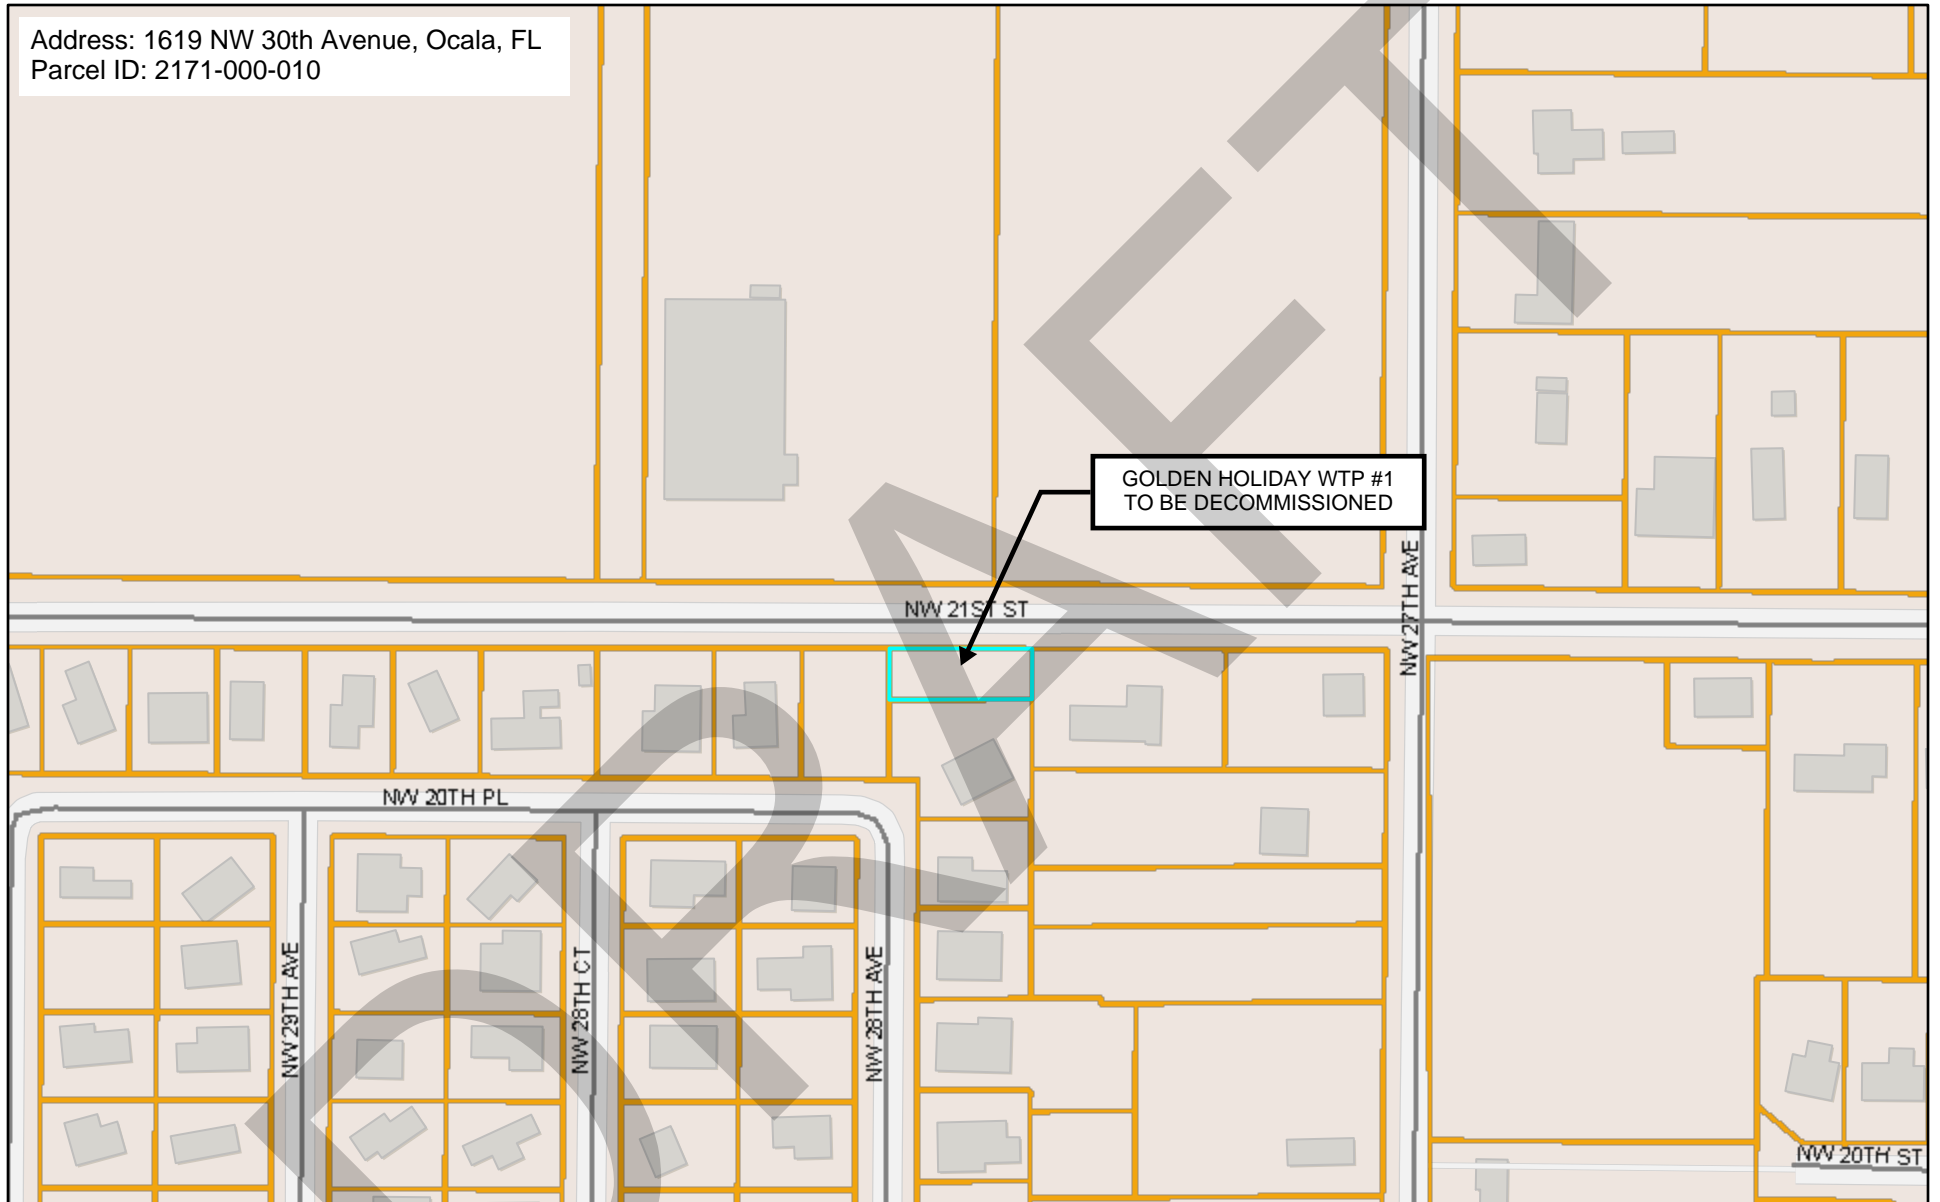 Address: 1619 NW 30th Avenue, Ocala, FL
Parcel ID: 2171-000-010
GOLDEN HOLIDAY WTP #1
TO BE DECOMMISSIONED
NW 21ST ST
NW 27TH AVE
NW 20TH PL
NW 29TH AVE
NW 28TH CT
NW 28TH AVE
NW 20TH ST
DRAFT